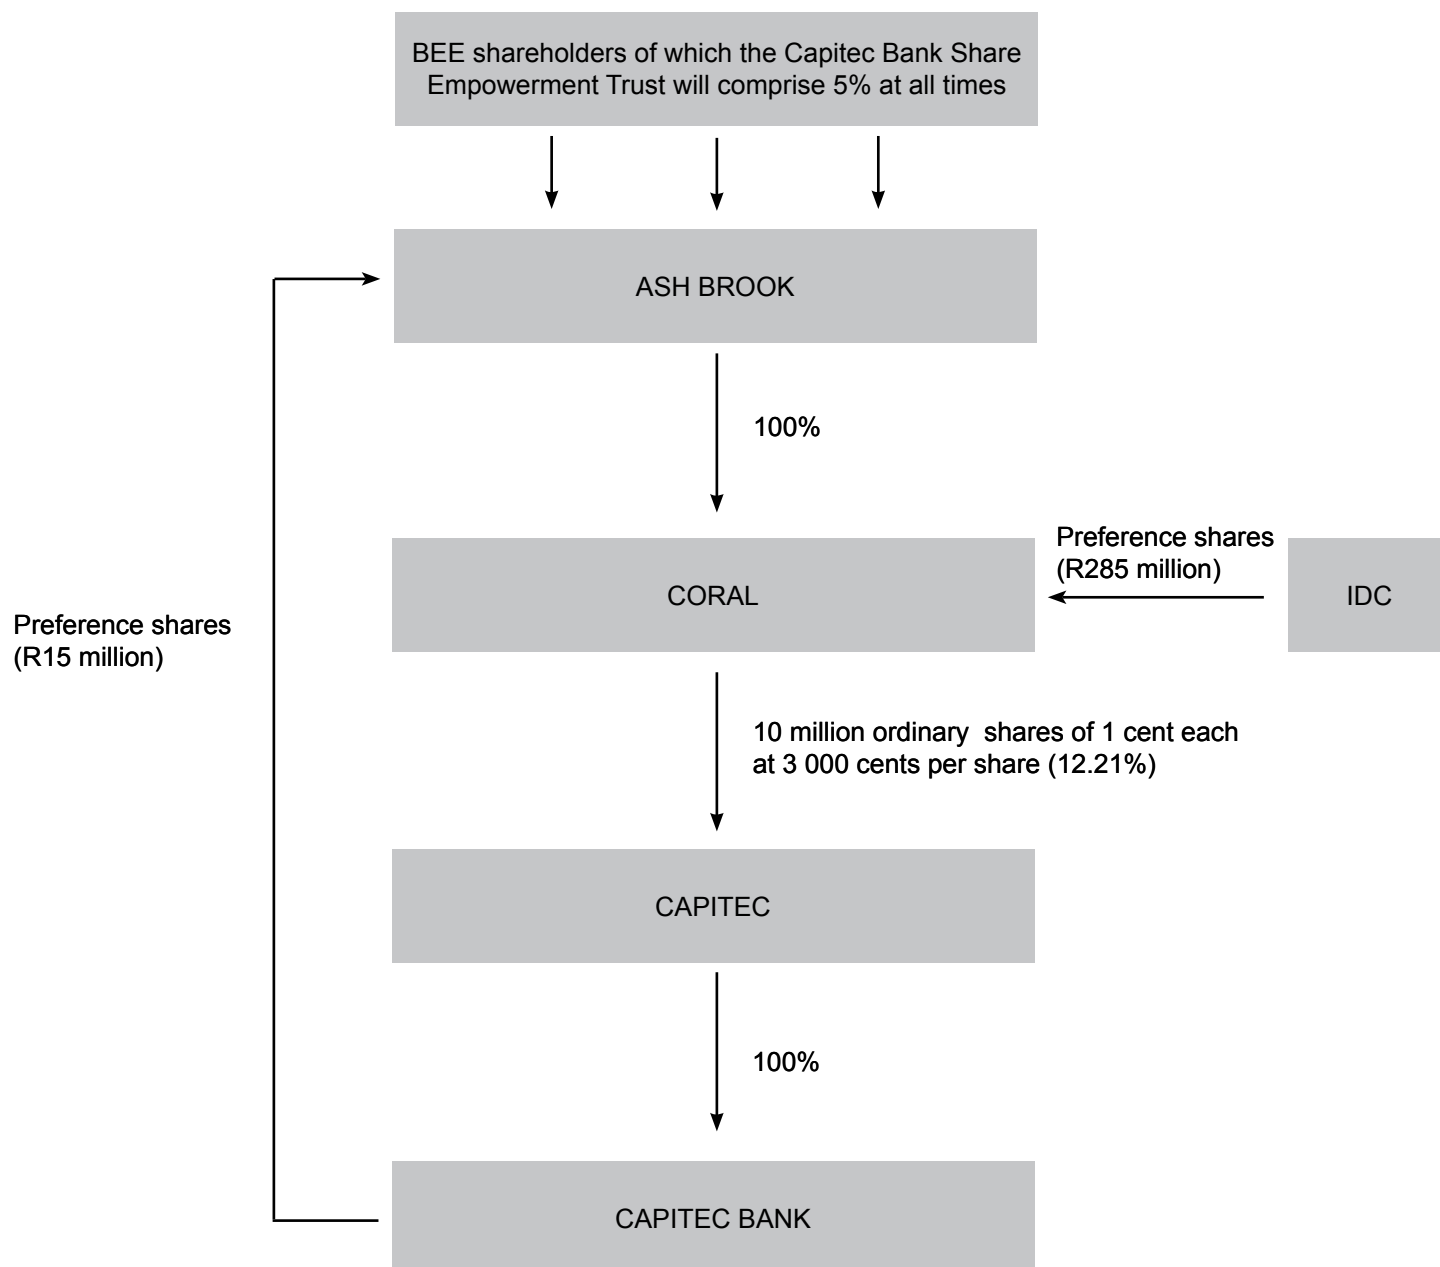 BEE shareholders of which the Capitec Bank Share
Empowerment Trust will comprise 5% at all times
ASH BROOK
100%
Preference shares
(R285 million)
CORAL
IDC
Preference shares
(R15 million)
10 million ordinary  shares of 1 cent each
at 3 000 cents per share (12.21%)
CAPITEC
100%
CAPITEC BANK